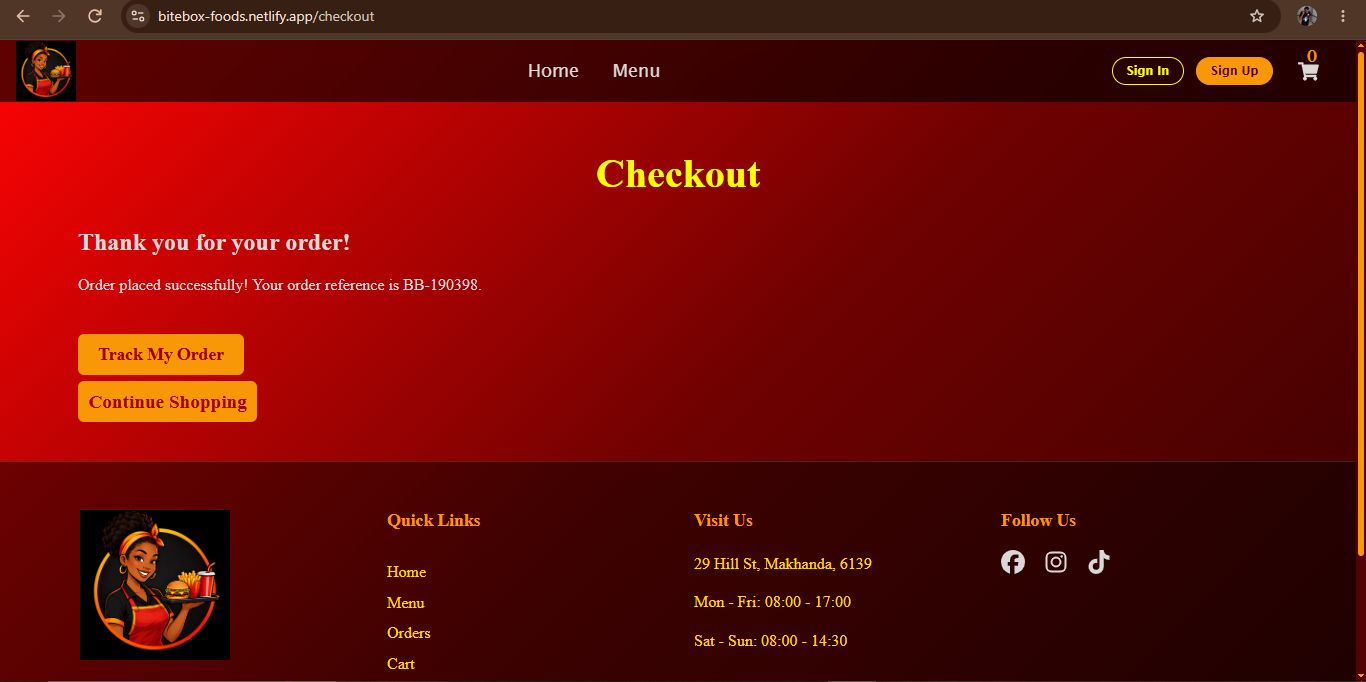 bitebox-foods.netlify.app/checkout
Home
Menu
Sign In
Sign Up
0
Checkout
Thank you for your order!
Order placed successfully! Your order reference is BB-190398.
Track My Order
Continue Shopping
Quick Links
Home
Menu
Orders
Cart
Visit Us
29 Hill St, Makhanda, 6139
Mon - Fri: 08:00 - 17:00
Sat - Sun: 08:00 - 14:30
Follow Us